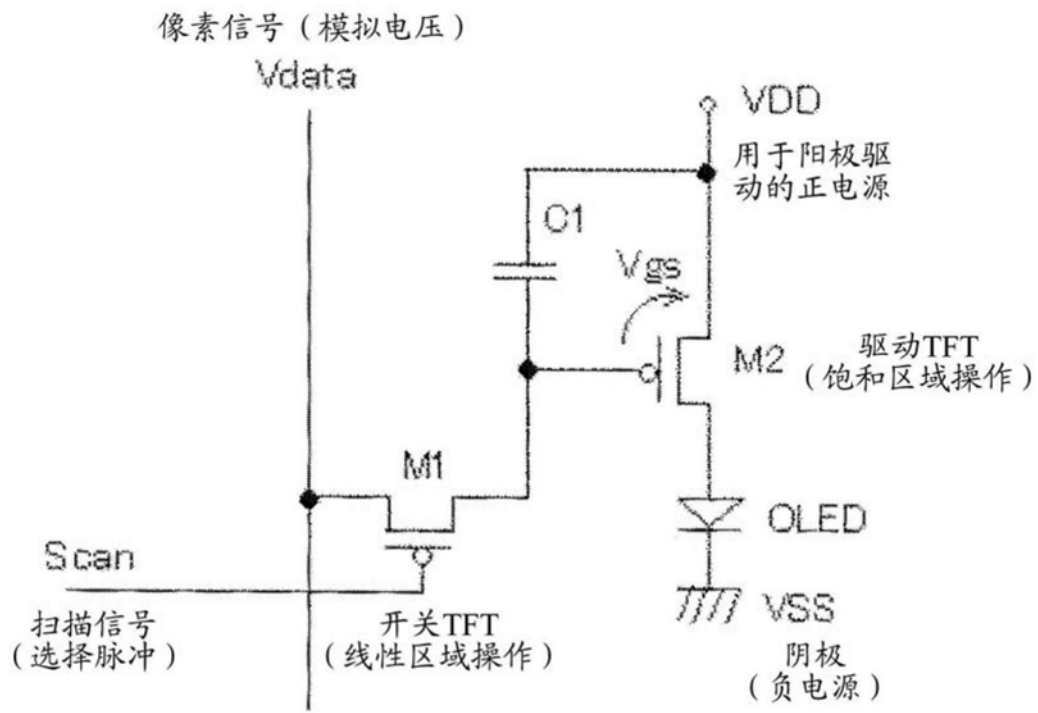 像素信号（模拟电压）
Vdata
VDD
用于阳极驱
动的正电源
C1
Vgs
M2
驱动TFT
（饱和区域操作）
M1
OLED
Scan
VSS
扫描信号
（选择脉冲）
开关TFT
（线性区域操作）
阴极
（负电源）